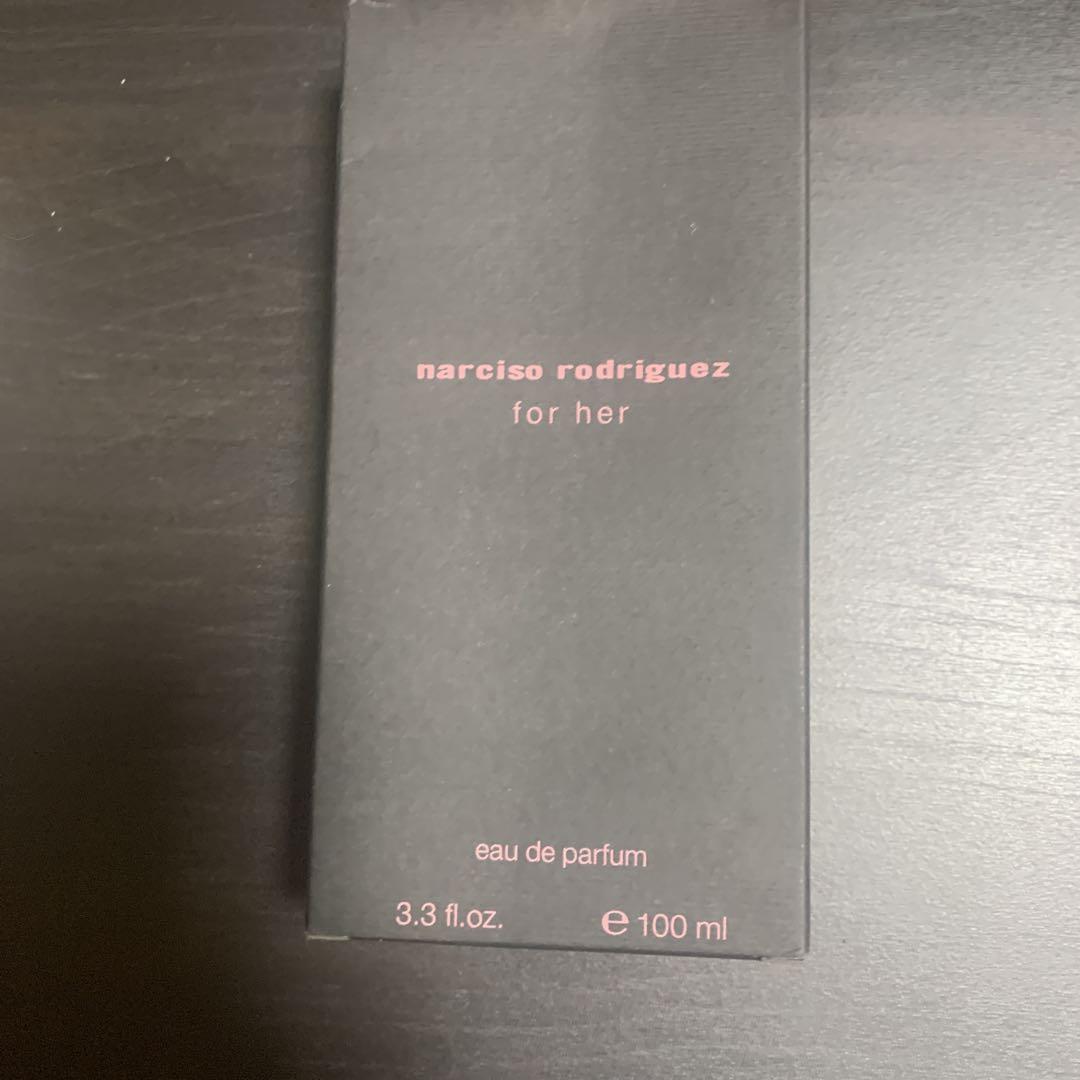 narciso rodriguez
for her
eau de parfum
3.3 fl.oz. ℮ 100 ml